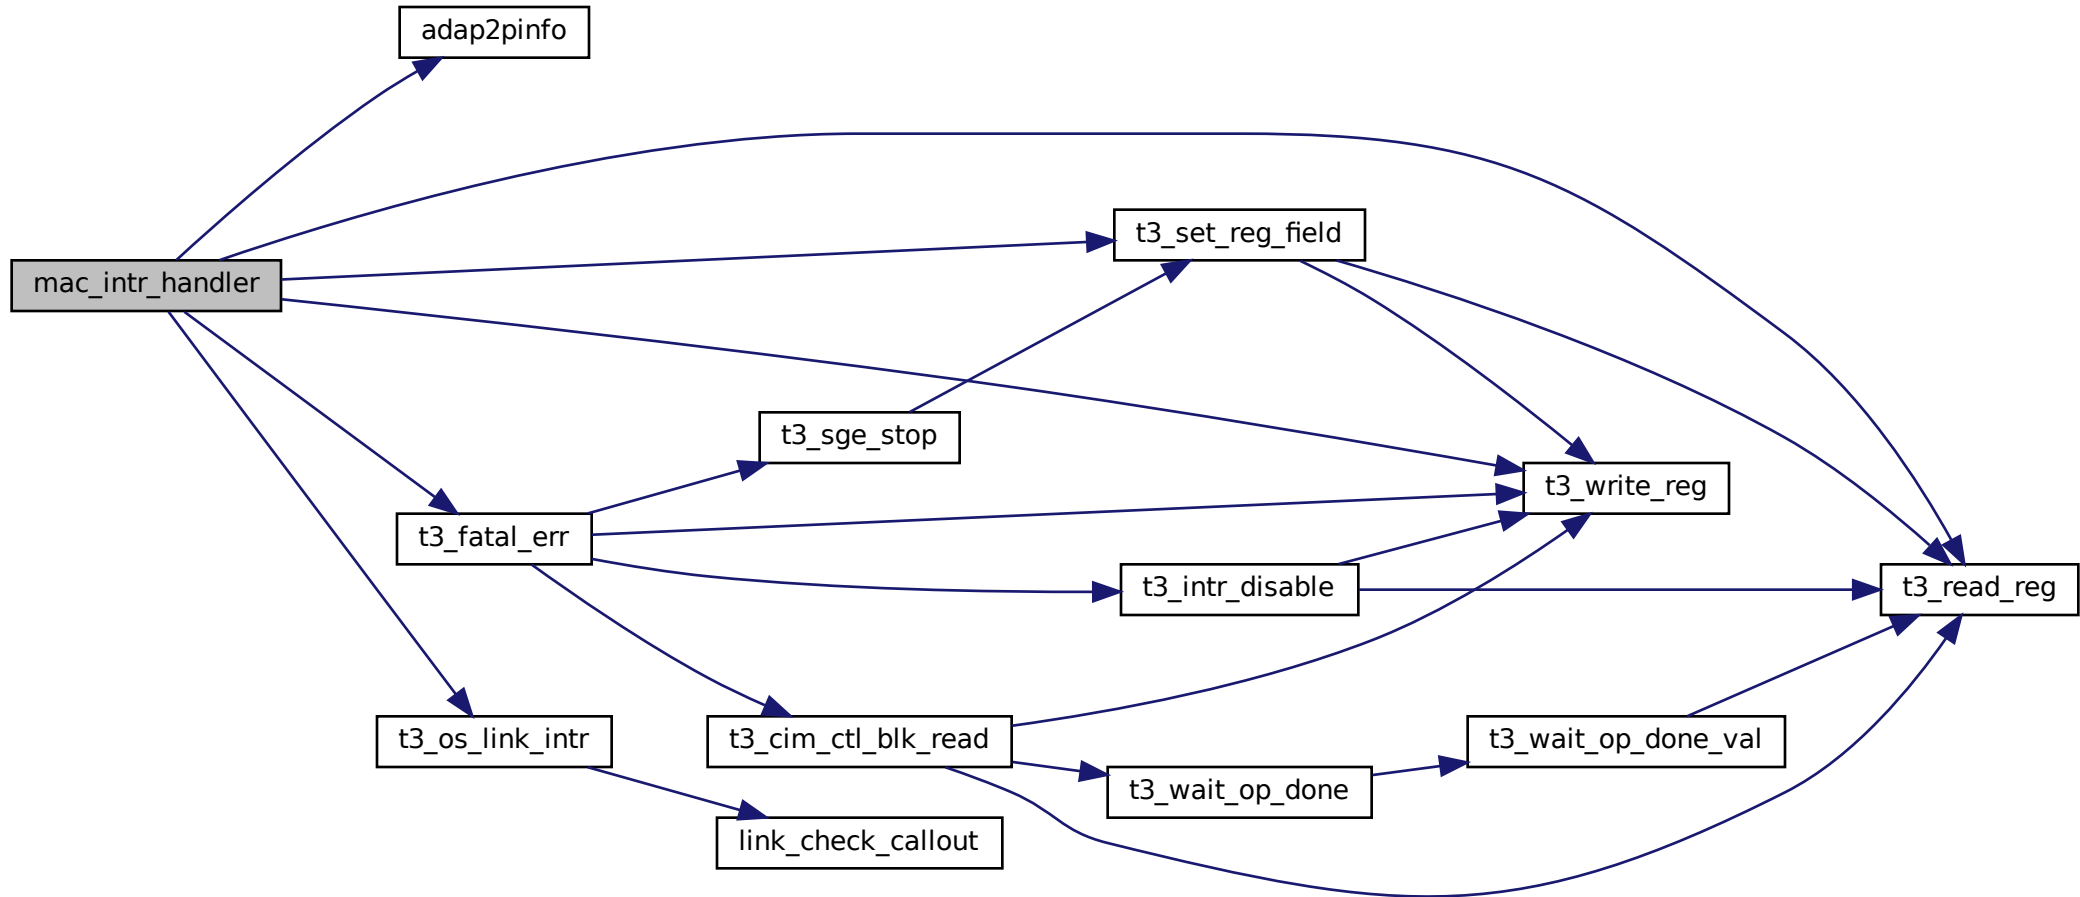 adap2pinfo
t3_set_reg_field
mac_intr_handler
t3_sge_stop
t3_write_reg
t3_fatal_err
t3_intr_disable
t3_read_reg
t3_os_link_intr
t3_cim_ctl_blk_read
t3_wait_op_done_val
t3_wait_op_done
link_check_callout